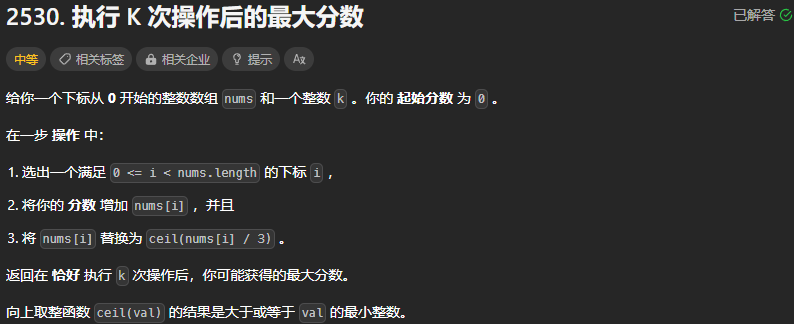 2530. 执行 K 次操作后的最大分数
已解答
中等 相关标签 相关企业 提示 Aあ
给你一个下标从 0 开始的整数数组 nums 和一个整数 k 。你的 起始分数 为 0 。
在一步 操作 中：
1. 选出一个满足 0 <= i < nums.length 的下标 i ，
2. 将你的 分数 增加 nums[i] ，并且
3. 将 nums[i] 替换为 ceil(nums[i] / 3) 。
返回在 恰好 执行 k 次操作后，你可能获得的最大分数。
向上取整函数 ceil(val) 的结果是大于或等于 val 的最小整数。